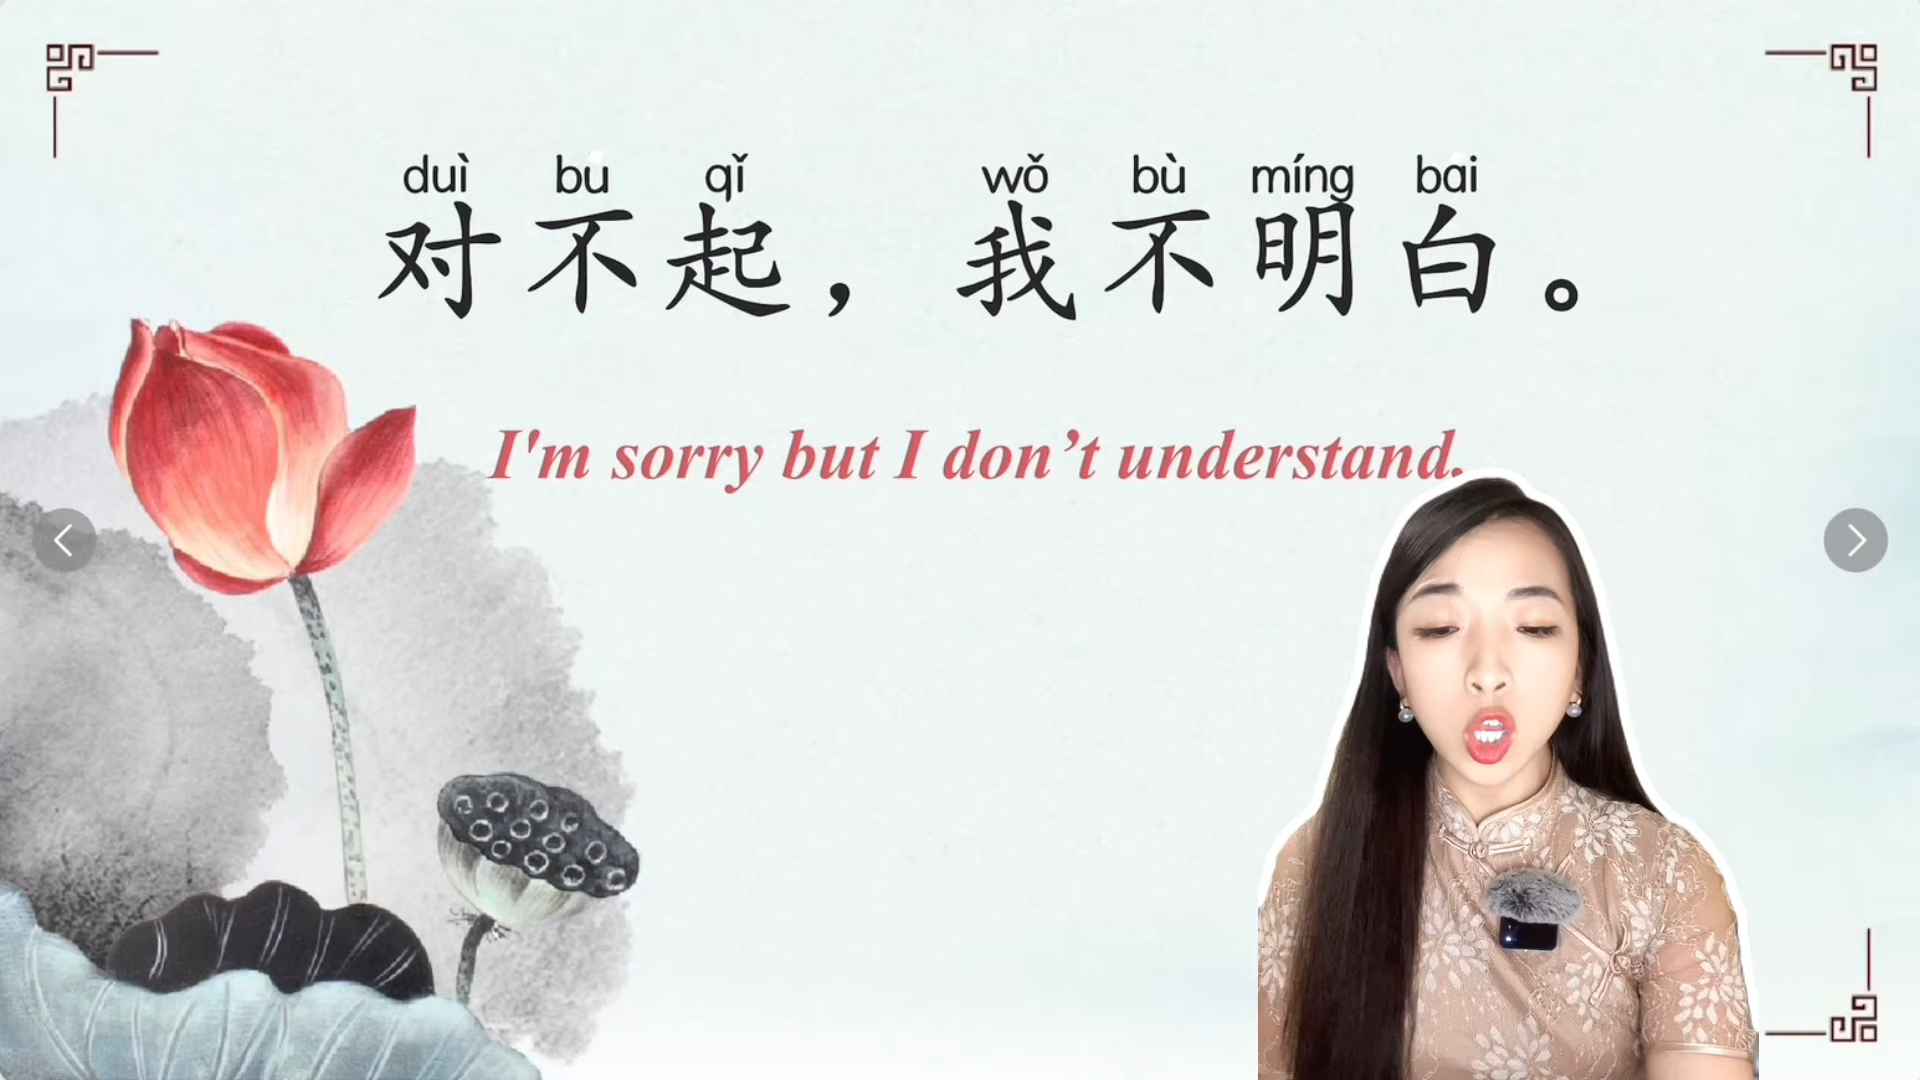 duì bu qǐ wǒ bù míng bai
对不起，我不明白。
I'm sorry but I don’t understand.